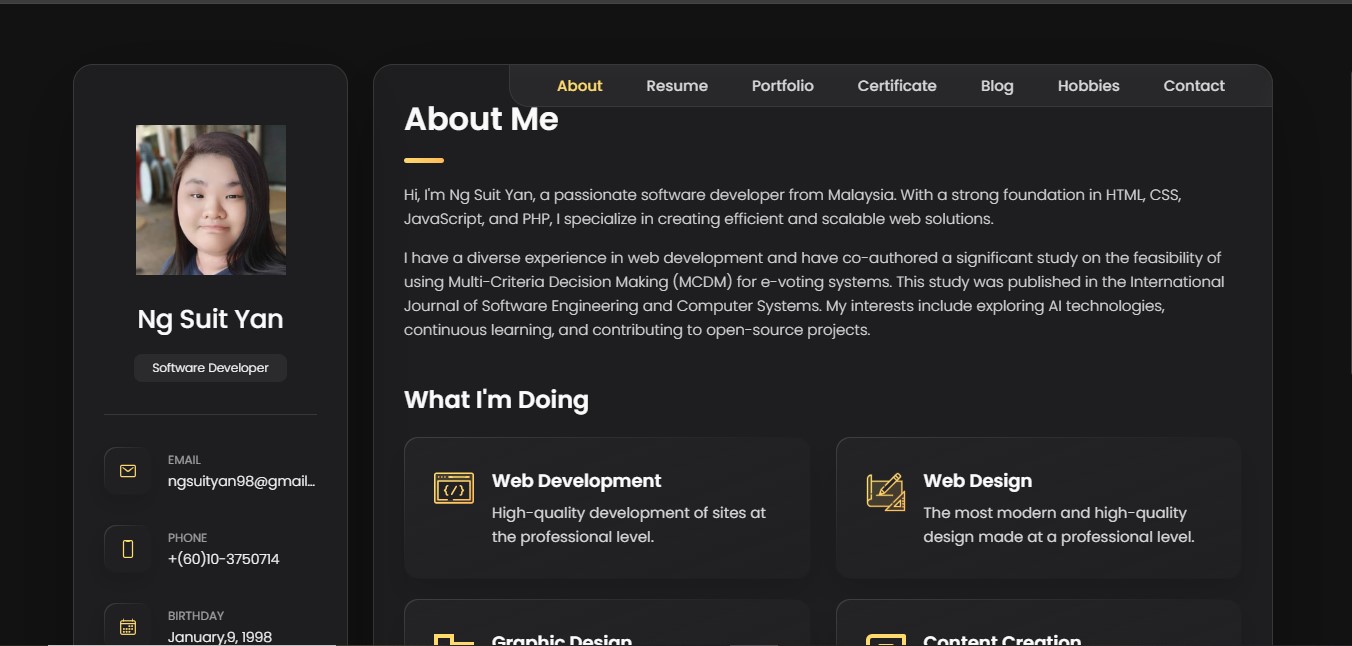 Ng Suit Yan
Software Developer
EMAIL
ngsuityan98@gmail...
PHONE
+(60)10-3750714
BIRTHDAY
January,9, 1998
About Resume Portfolio Certificate Blog Hobbies Contact
About Me
Hi, I'm Ng Suit Yan, a passionate software developer from Malaysia. With a strong foundation in HTML, CSS,
JavaScript, and PHP, I specialize in creating efficient and scalable web solutions.
I have a diverse experience in web development and have co-authored a significant study on the feasibility of
using Multi-Criteria Decision Making (MCDM) for e-voting systems. This study was published in the International
Journal of Software Engineering and Computer Systems. My interests include exploring AI technologies,
continuous learning, and contributing to open-source projects.
What I'm Doing
Web Development
High-quality development of sites at
the professional level.
Web Design
The most modern and high-quality
design made at a professional level.
Graphic Design
Content Creation